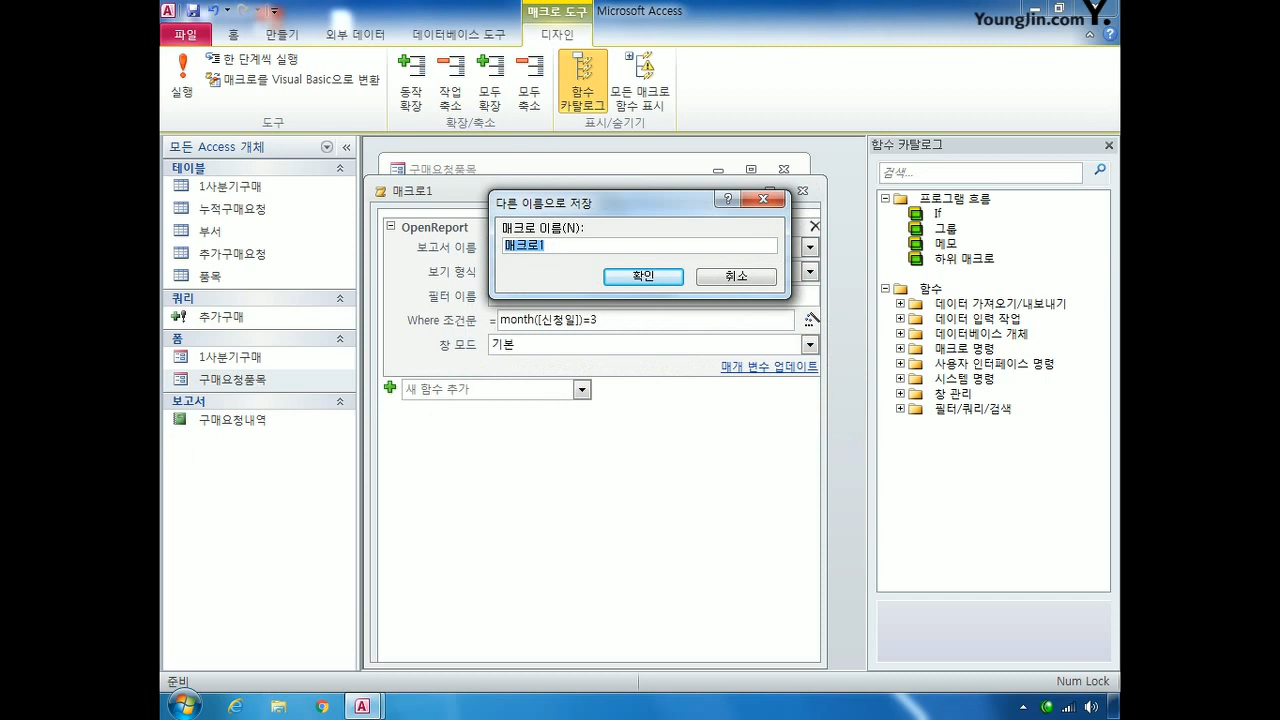 매크로 도구
Microsoft Access
YoungJin.com Y.
파일
홈
만들기
외부 데이터
데이터베이스 도구
디자인
실행
한 단계씩 실행
매크로를 Visual Basic으로 변환
도구
동작 확장
작업 축소
모두 확장
모두 축소
확장/축소
함수 카탈로그
모든 매크로 함수 표시
표시/숨기기
모든 Access 개체
테이블
1사분기구매
누적구매요청
부서
추가구매요청
품목
쿼리
추가구매
폼
1사분기구매
구매요청품목
보고서
구매요청내역
구매요청품목
매크로1
OpenReport
보고서 이름
보기 형식
필터 이름
Where 조건문
= month([신청일])=3
창 모드
기본
매개 변수 업데이트
새 함수 추가
다른 이름으로 저장
매크로 이름(N):
매크로1
확인
취소
함수 카탈로그
검색...
프로그램 흐름
If
그룹
메모
하위 매크로
함수
데이터 가져오기/내보내기
데이터 입력 작업
데이터베이스 개체
매크로 명령
사용자 인터페이스 명령
시스템 명령
창 관리
필터/쿼리/검색
준비
Num Lock